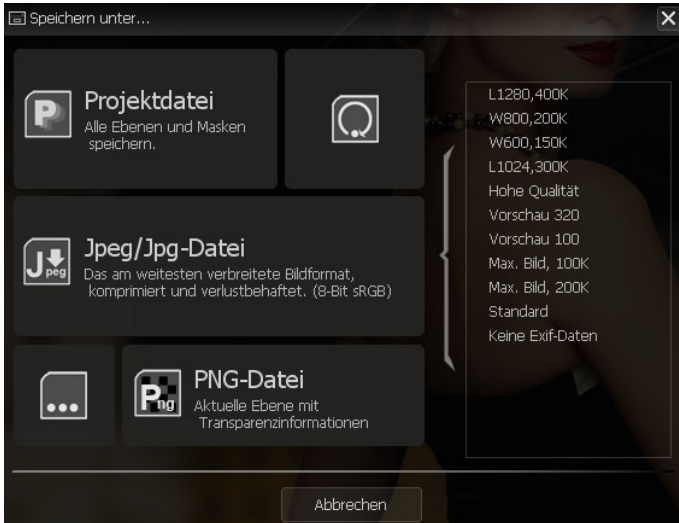 Speichern unter...
Projektdatei
Alle Ebenen und Masken
speichern.
Jpeg/Jpg-Datei
Das am weitesten verbreitete Bildformat,
komprimiert und verlustbehaftet. (8-Bit sRGB)
PNG-Datei
Aktuelle Ebene mit
Transparenzinformationen
L1280,400K
W800,200K
W600,150K
L1024,300K
Hohe Qualität
Vorschau 320
Vorschau 100
Max. Bild, 100K
Max. Bild, 200K
Standard
Keine Exif-Daten
P
J
peg
Png
Abbrechen